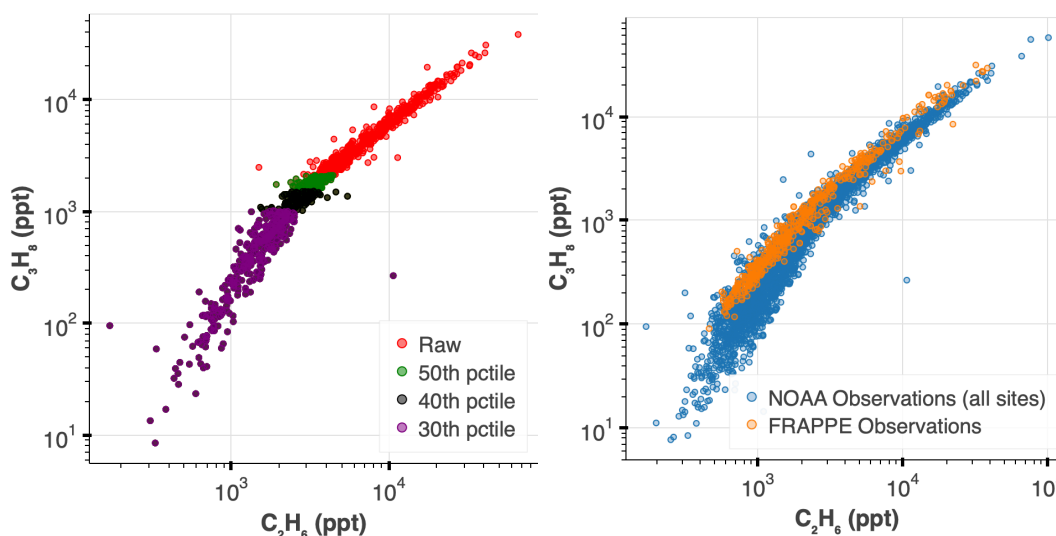 10⁴
10³
10²
10¹
C₃H₈ (ppt)
Raw
50th pctile
40th pctile
30th pctile
10³
10⁴
C₂H₆ (ppt)
10⁴
10³
10²
10¹
C₃H₈ (ppt)
NOAA Observations (all sites)
FRAPPE Observations
10³
10⁴
10
C₂H₆ (ppt)